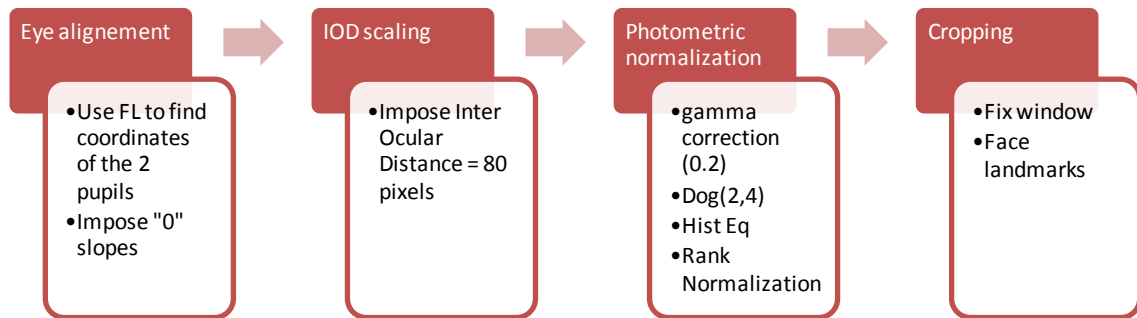 Eye alignement
•Use FL to find
coordinates
of the 2
pupils
•Impose "0"
slopes
IOD scaling
•Impose Inter
Ocular
Distance = 80
pixels
Photometric
normalization
•gamma
correction
(0.2)
•Dog(2,4)
•Hist Eq
•Rank
Normalization
Cropping
•Fix window
•Face
landmarks